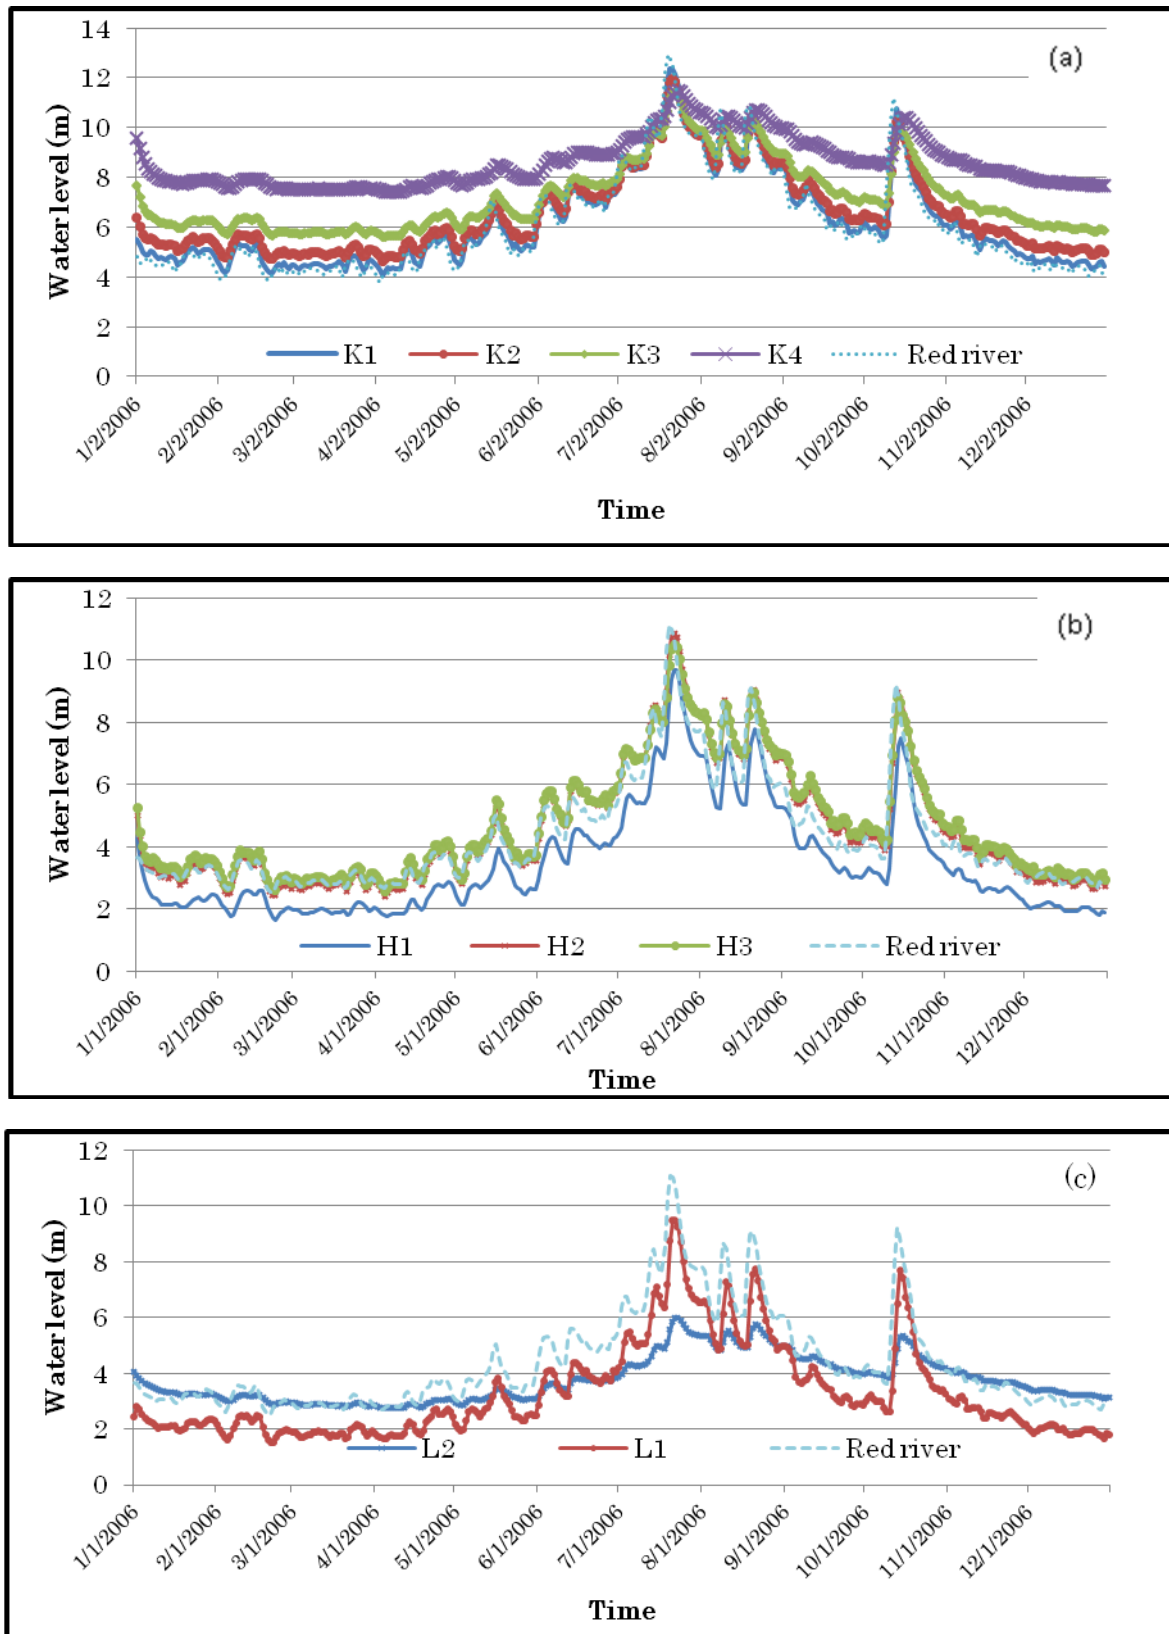 (a)
14
12
10
8
6
4
2
0
Water level (m)
K1 K2 K3 K4 Red river
1/2/2006 2/2/2006 3/2/2006 4/2/2006 5/2/2006 6/2/2006 7/2/2006 8/2/2006 9/2/2006 10/2/2006 11/2/2006 12/2/2006
Time
(b)
12
10
8
6
4
2
0
Water level (m)
H1 H2 H3 Red river
1/1/2006 2/1/2006 3/1/2006 4/1/2006 5/1/2006 6/1/2006 7/1/2006 8/1/2006 9/1/2006 10/1/2006 11/1/2006 12/1/2006
Time
(c)
12
10
8
6
4
2
0
Water level (m)
L2 L1 Red river
1/1/2006 2/1/2006 3/1/2006 4/1/2006 5/1/2006 6/1/2006 7/1/2006 8/1/2006 9/1/2006 10/1/2006 11/1/2006 12/1/2006
Time